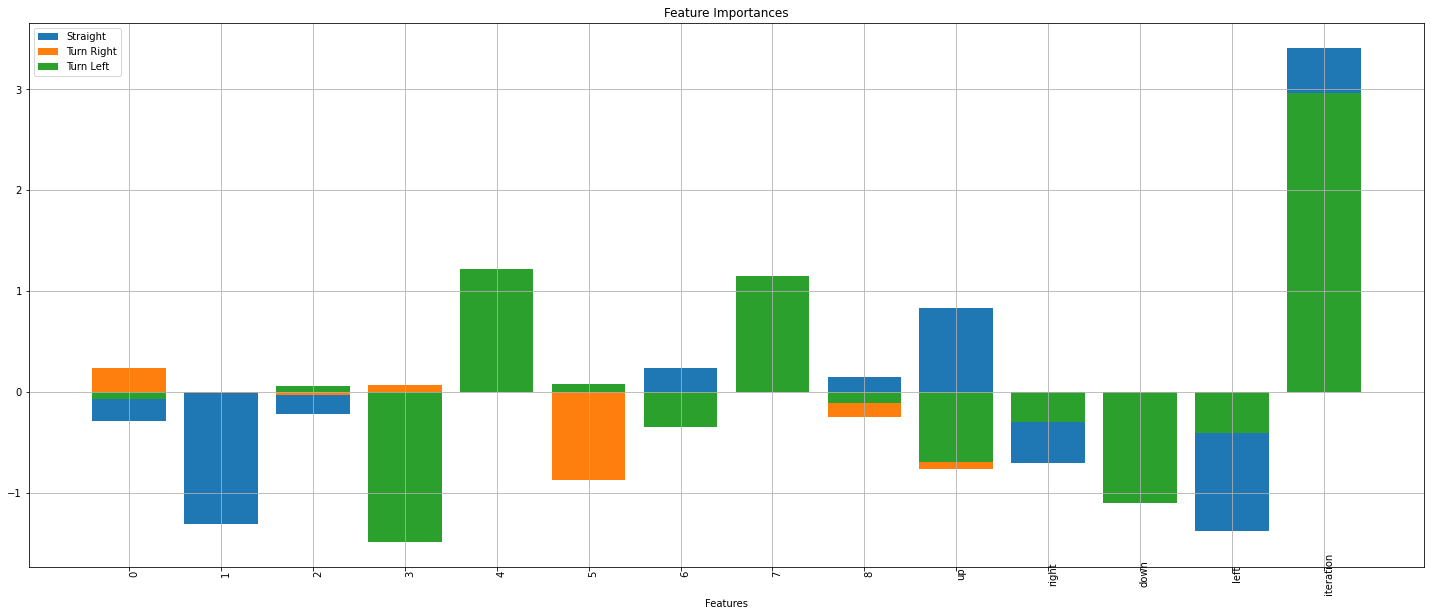 Feature Importances
Straight
Turn Right
Turn Left
3
2
1
0
−1
0
1
2
3
4
5
6
7
8
up
right
down
left
iteration
Features